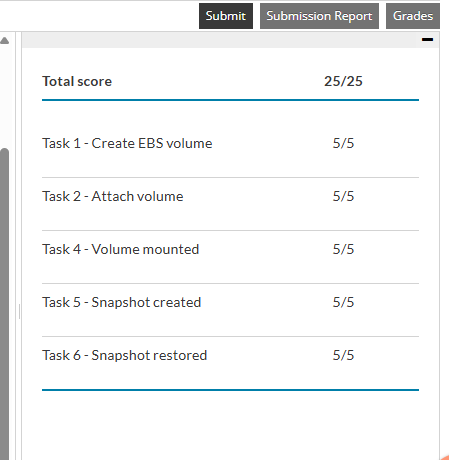 Submit Submission Report Grades
Total score 25/25
Task 1 - Create EBS volume 5/5
Task 2 - Attach volume 5/5
Task 4 - Volume mounted 5/5
Task 5 - Snapshot created 5/5
Task 6 - Snapshot restored 5/5